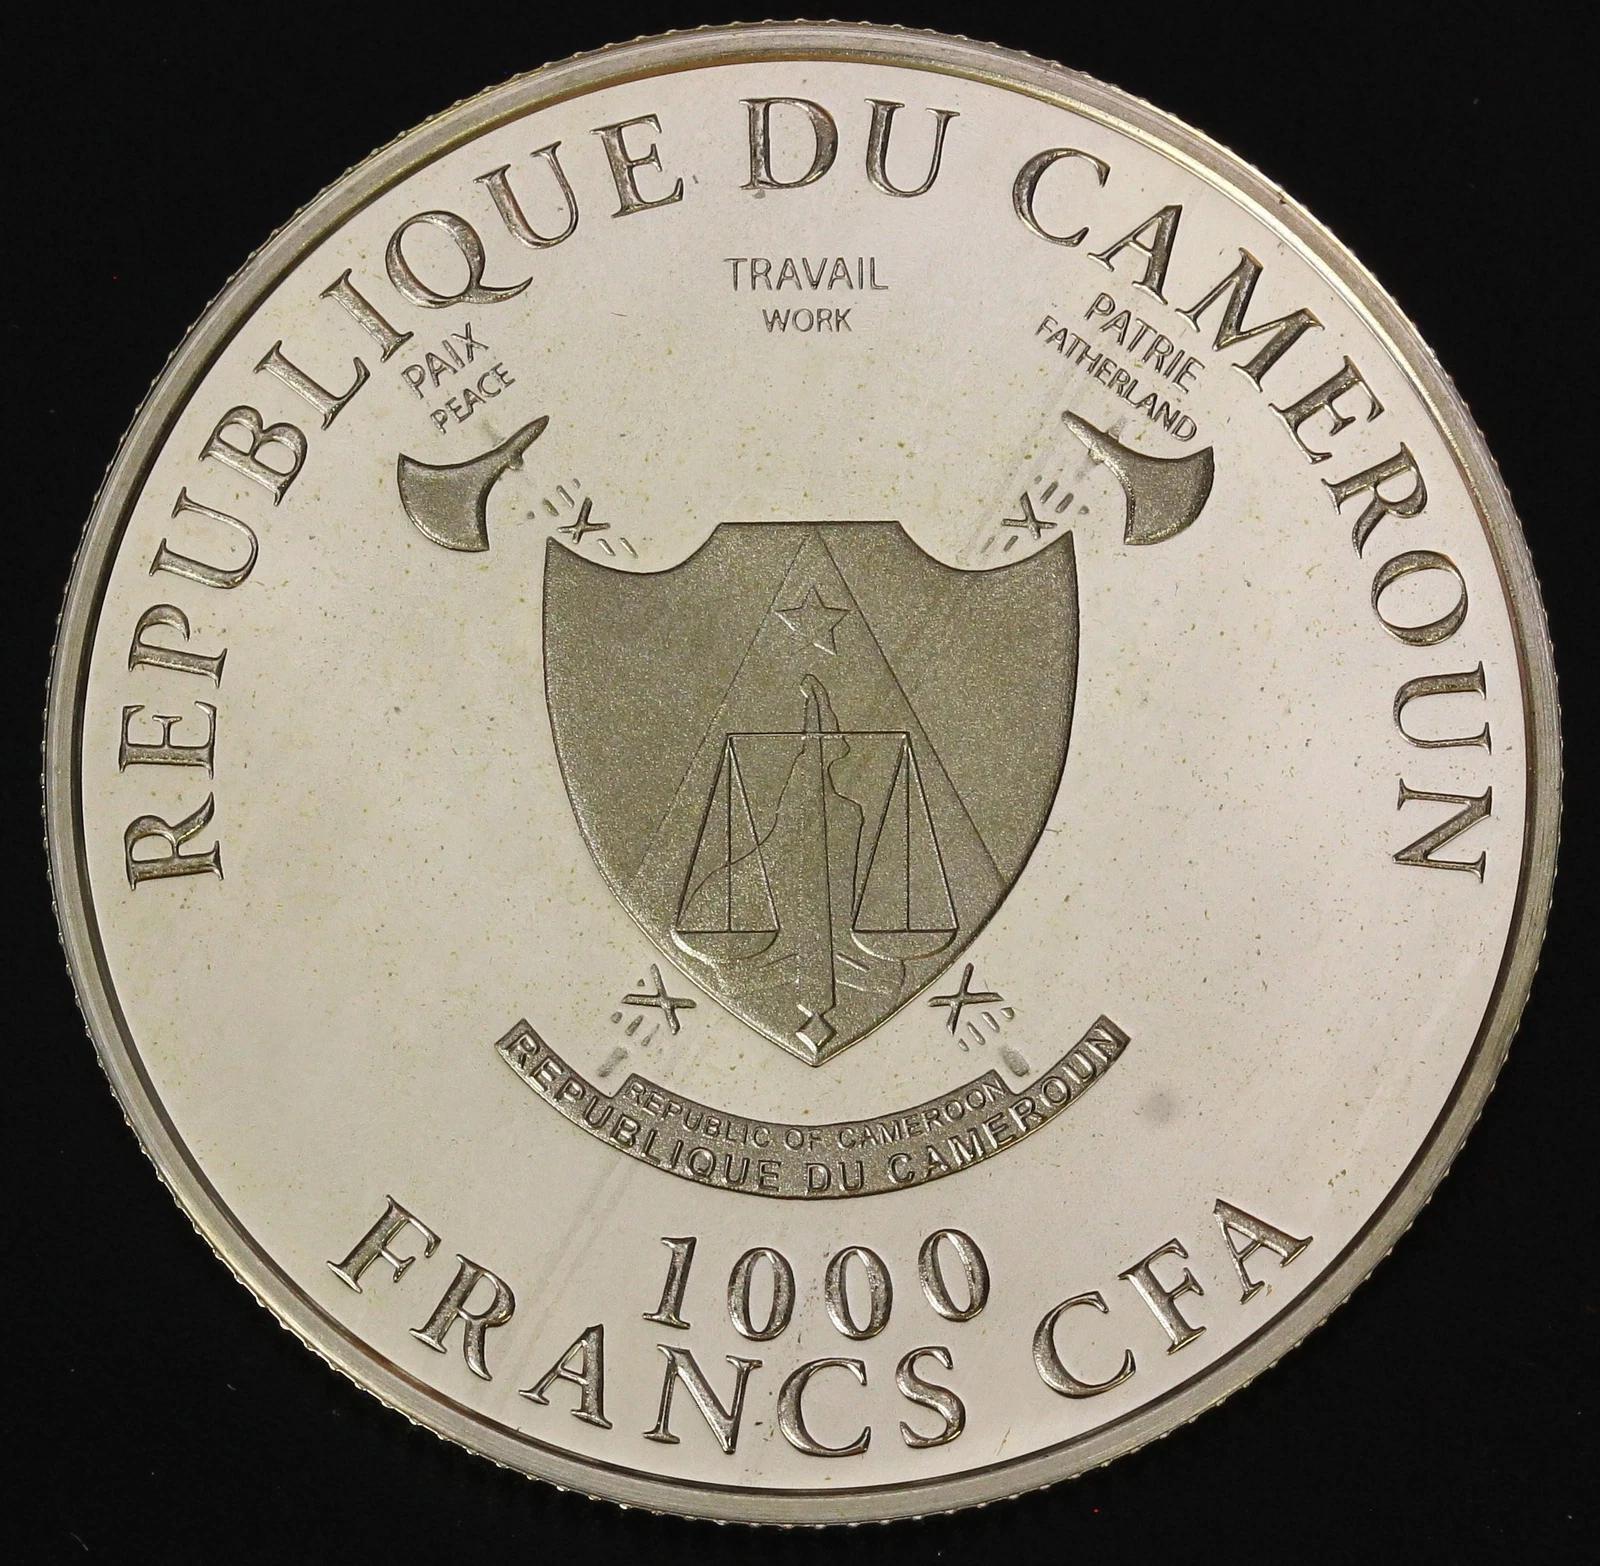 REPUBLIQUE DU CAMEROUN
TRAVAIL
WORK
PAIX
PEACE
PATRIE
FATHERLAND
REPUBLIC OF CAMEROON
REPUBLIQUE DU CAMEROUN
1000
FRANCS CFA